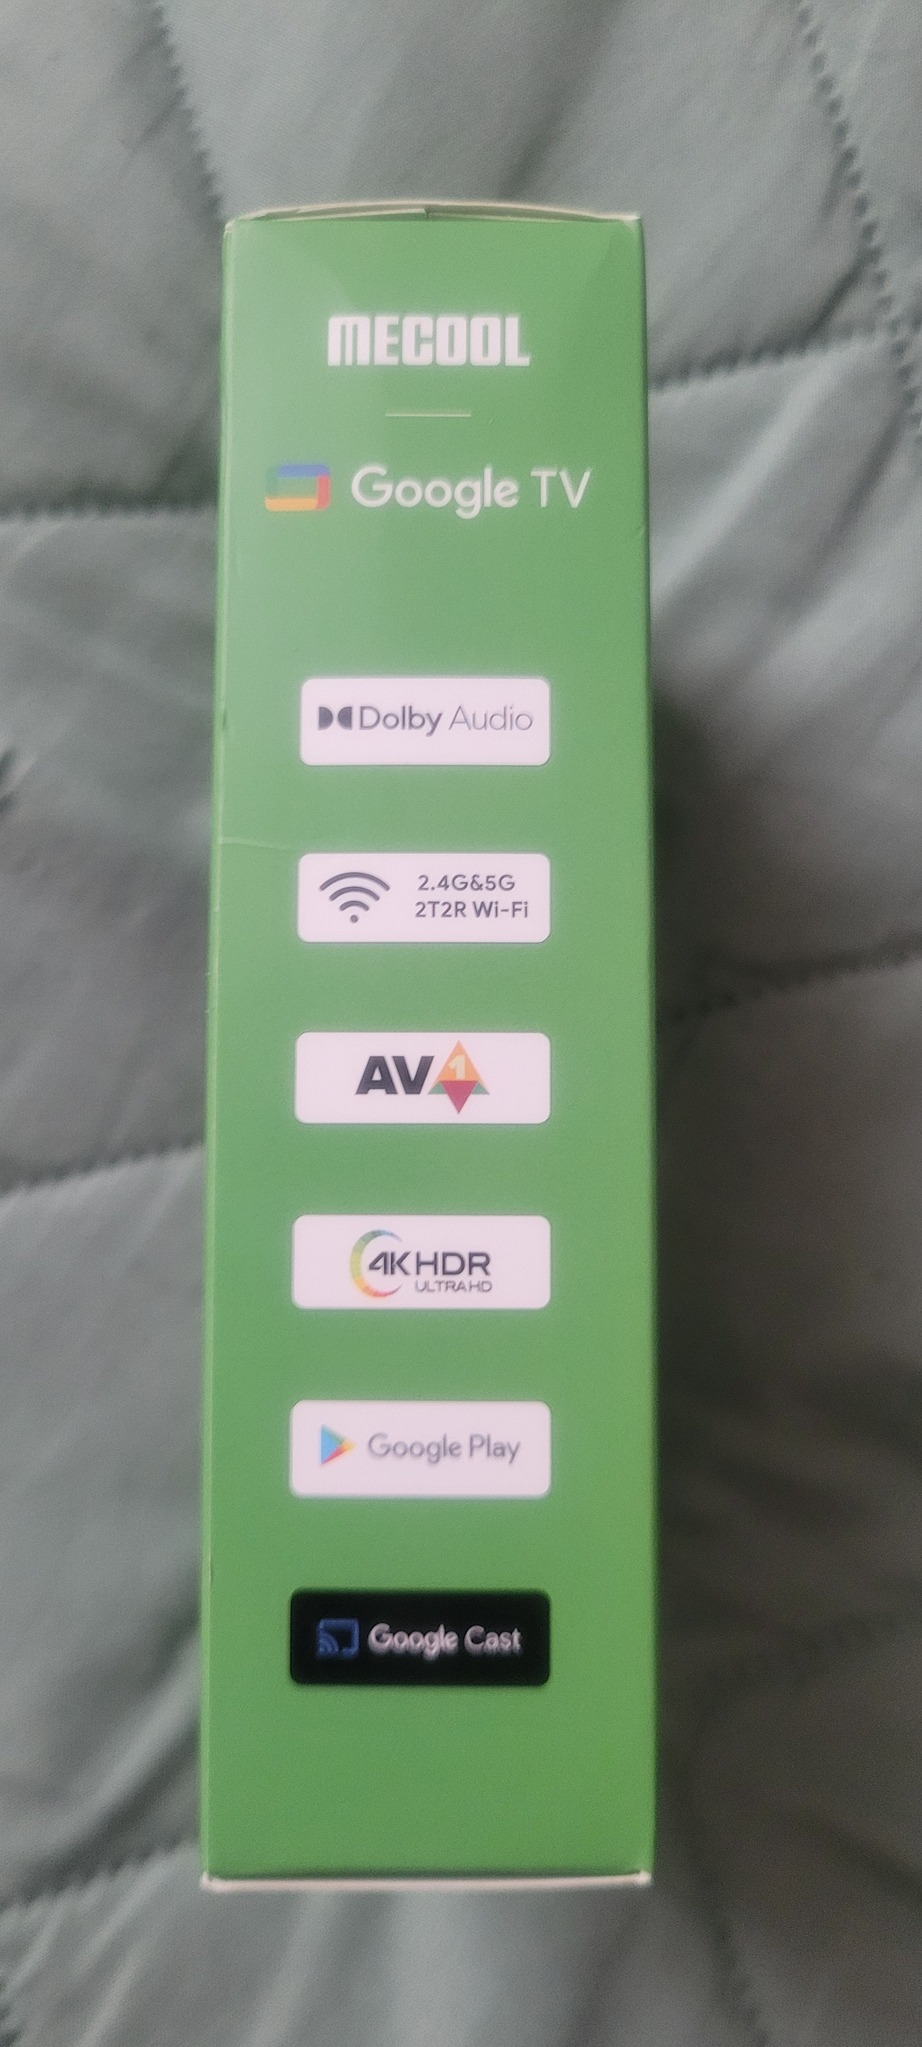 MECOOL
Google TV
Dolby Audio
2.4G&5G
2T2R Wi-Fi
AV1
4K HDR
ULTRA HD
Google Play
Google Cast